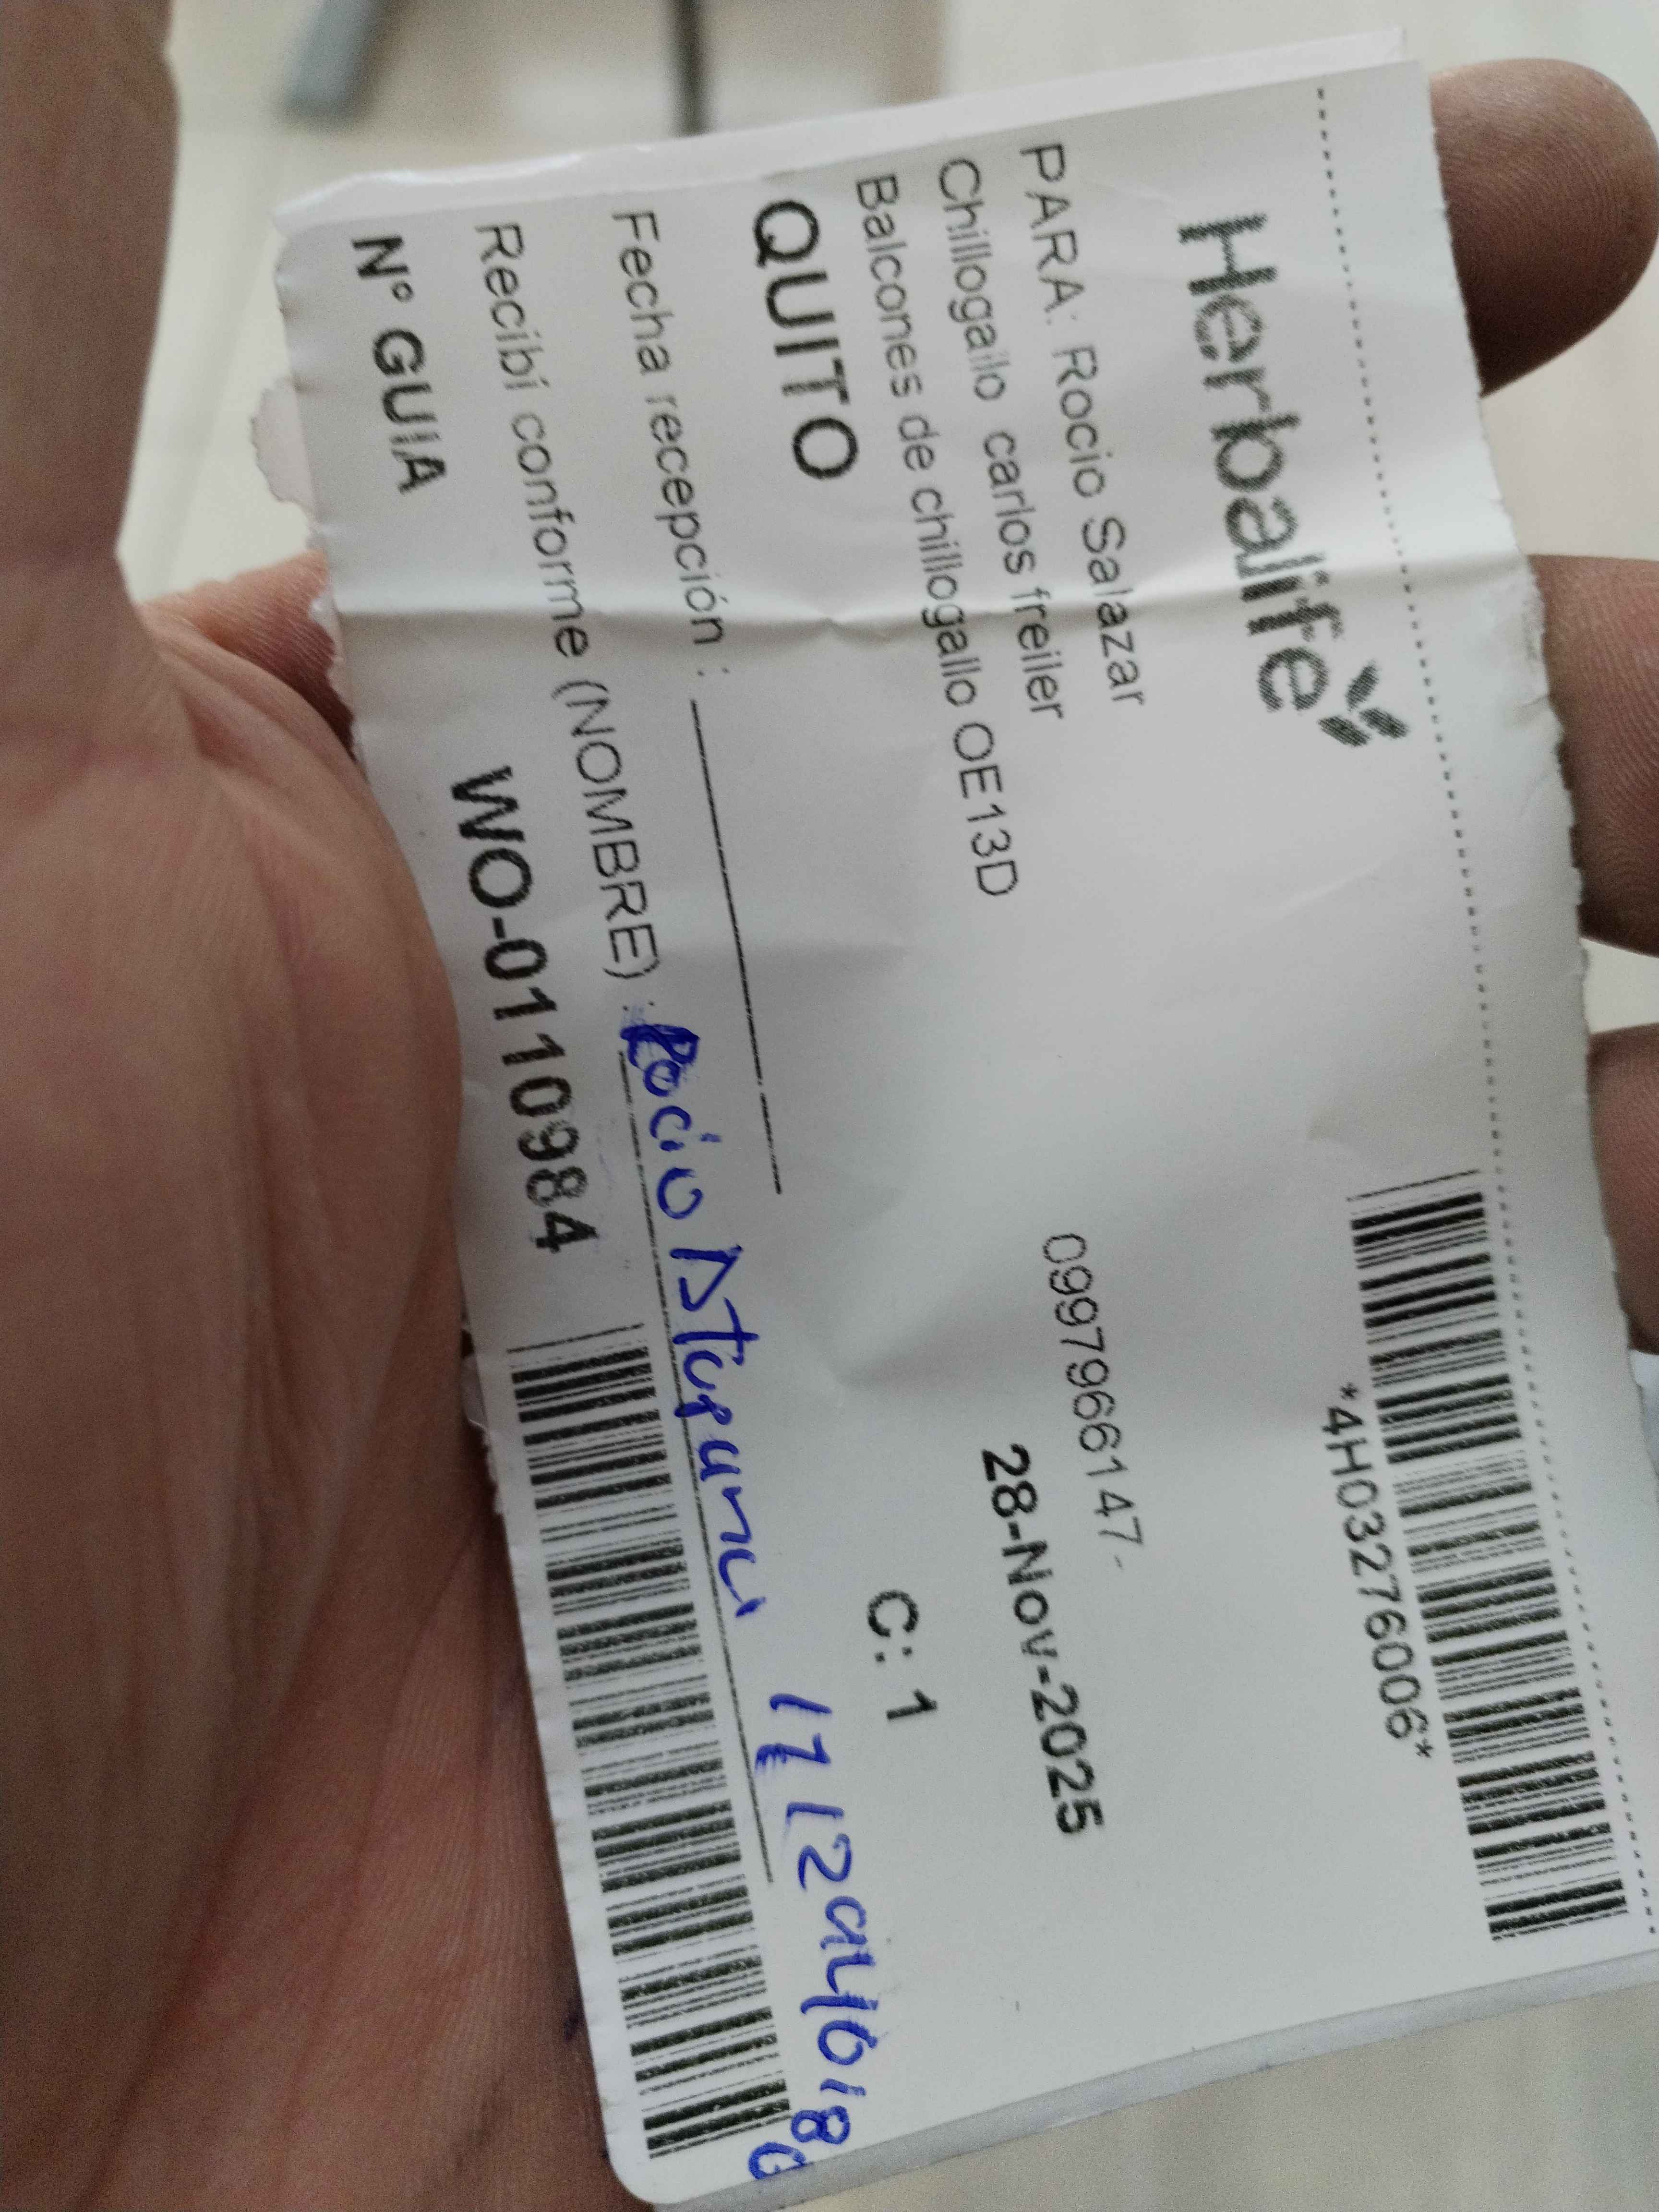 Herbalife
*4H03276006*
PARA: Rocio Salazar
0997966147-
Chillogallo carlos freiler
28-Nov-2025
Balcones de chillogallo OE13D
QUITO
C: 1
Fecha recepción :
Recibí conforme (NOMBRE) : Rocio
Nº GUIA WO-0110984